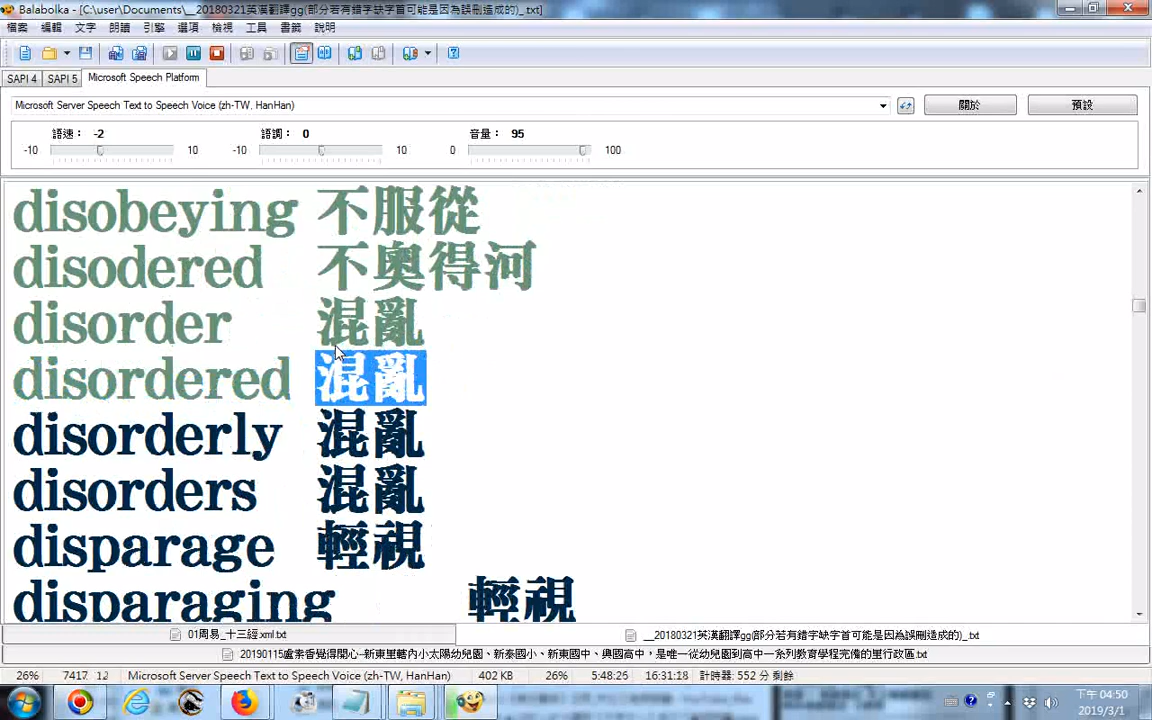 Balabolka - [C:\user\Documents\__20180321英漢翻譯gg(部分若有錯字缺字首可能是因為誤刪造成的)_.txt]
檔案 編輯 文字 朗讀 引擎 選項 檢視 工具 書籤 說明
SAPI 4 SAPI 5 Microsoft Speech Platform
Microsoft Server Speech Text to Speech Voice (zh-TW, HanHan) 關於 預設
語速： -2 語調： 0 音量： 95
-10 10 -10 10 0 100
disobeying 不服從
disodered 不奧得河
disorder 混亂
disordered 混亂
disorderly 混亂
disorders 混亂
disparage 輕視
disparaging 輕視
01周易_十三經.xml.txt __20180321英漢翻譯gg(部分若有錯字缺字首可能是因為誤刪造成的)_.txt
20190115盧素香覺得開心-新東里轄內小太陽幼兒園、新泰國小、新東國中、興國高中，是唯一從幼兒園到高中一系列教育學程完備的里行政區.txt
26% 7417 12 Microsoft Server Speech Text to Speech Voice (zh-TW, HanHan) 402 KB 26% 5:48:25 16:31:18 計時器: 552 分 剩餘
下午 04:50
2019/3/1